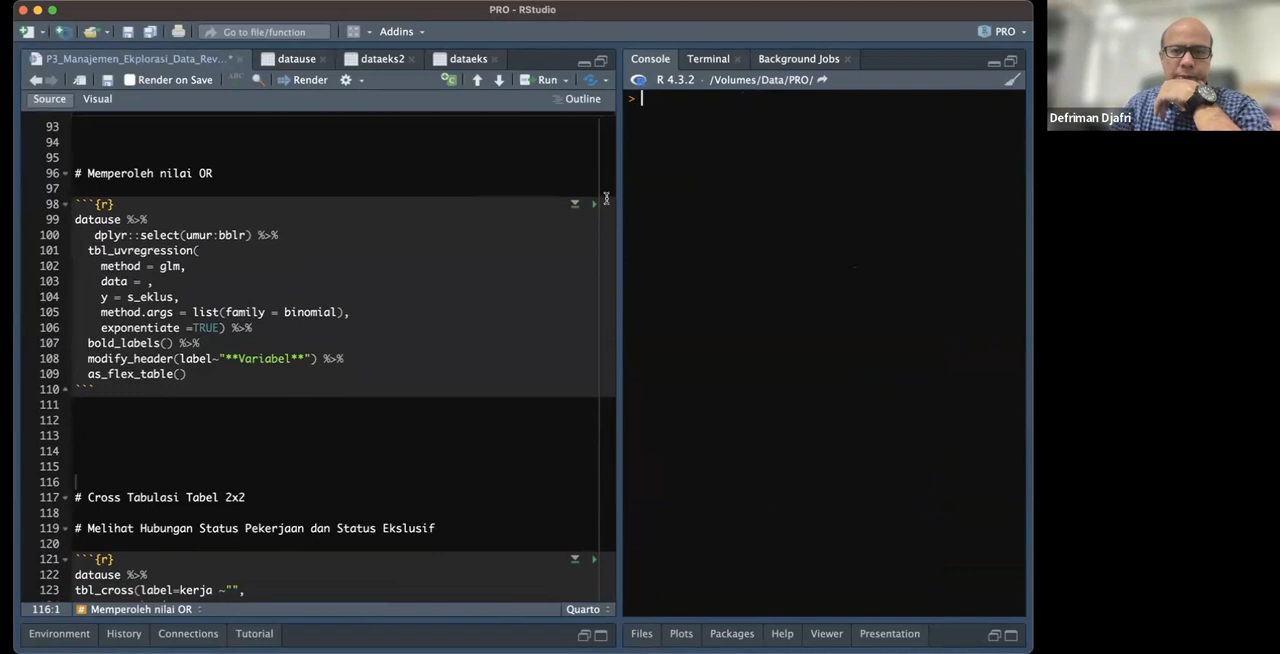 PRO - RStudio
Go to file/function
Addins
PRO
P3_Manajemen_Ekplorasi_Data_Rev...*
datause
dataeks2
dataeks
Render on Save
ABC
Render
Run
Source
Visual
Outline
93
94
95
96 # Memperoleh nilai OR
97
98 ```{r}
99 datause %>%
100 dplyr::select(umur:bblr) %>%
101 tbl_uvregression(
102 method = glm,
103 data = ,
104 y = s_eklus,
105 method.args = list(family = binomial),
106 exponentiate =TRUE) %>%
107 bold_labels() %>%
108 modify_header(label~"**Variabel**") %>%
109 as_flex_table()
110 ```
111
112
113
114
115
116
117 # Cross Tabulasi Tabel 2x2
118
119 # Melihat Hubungan Status Pekerjaan dan Status Ekslusif
120
121 ```{r}
122 datause %>%
123 tbl_cross(label=kerja ~"",
116:1
# Memperoleh nilai OR
Quarto
Environment
History
Connections
Tutorial
Console
Terminal
Background Jobs
R 4.3.2 · /Volumes/Data/PRO/
>
Files
Plots
Packages
Help
Viewer
Presentation
Defriman Djafri